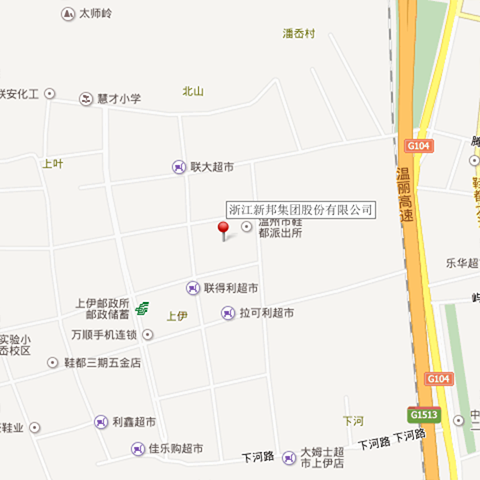 太师岭
潘岙村
联安化工
北山
慧才小学
G104
上叶
联大超市
温丽高速
浙江新邦集团股份有限公司
温州市鞋
都派出所
乐华超
联得利超市
上伊邮政所
邮政储蓄
上伊
拉可利超市
万顺手机连锁
实验小
岙校区
鞋都三期五金店
G104
G1513
利鑫超市
下河
鞋业
中
二
佳乐购超市
下河路
下河路
下河路
大姆士超
市上伊店